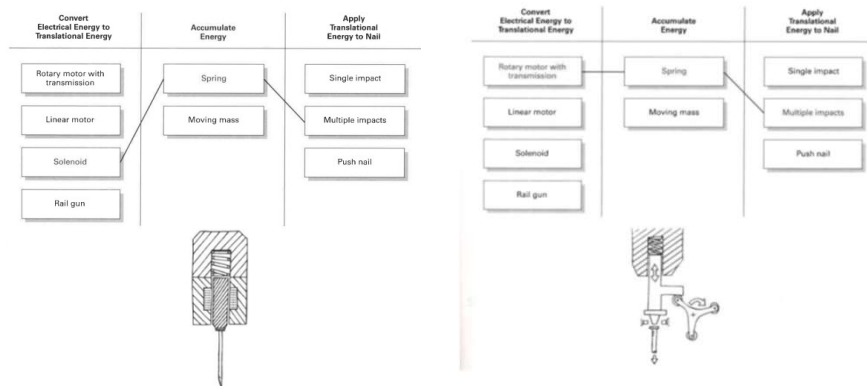 Convert
Electrical Energy to
Translational Energy
Accumulate
Energy
Apply
Translational
Energy to Nail
Rotary motor with
transmission
Spring
Single impact
Linear motor
Moving mass
Multiple impacts
Solenoid
Push nail
Rail gun
Convert
Electrical Energy to
Translational Energy
Accumulate
Energy
Apply
Translational
Energy to Nail
Rotary motor with
transmission
Spring
Single impact
Linear motor
Moving mass
Multiple impacts
Solenoid
Push nail
Rail gun